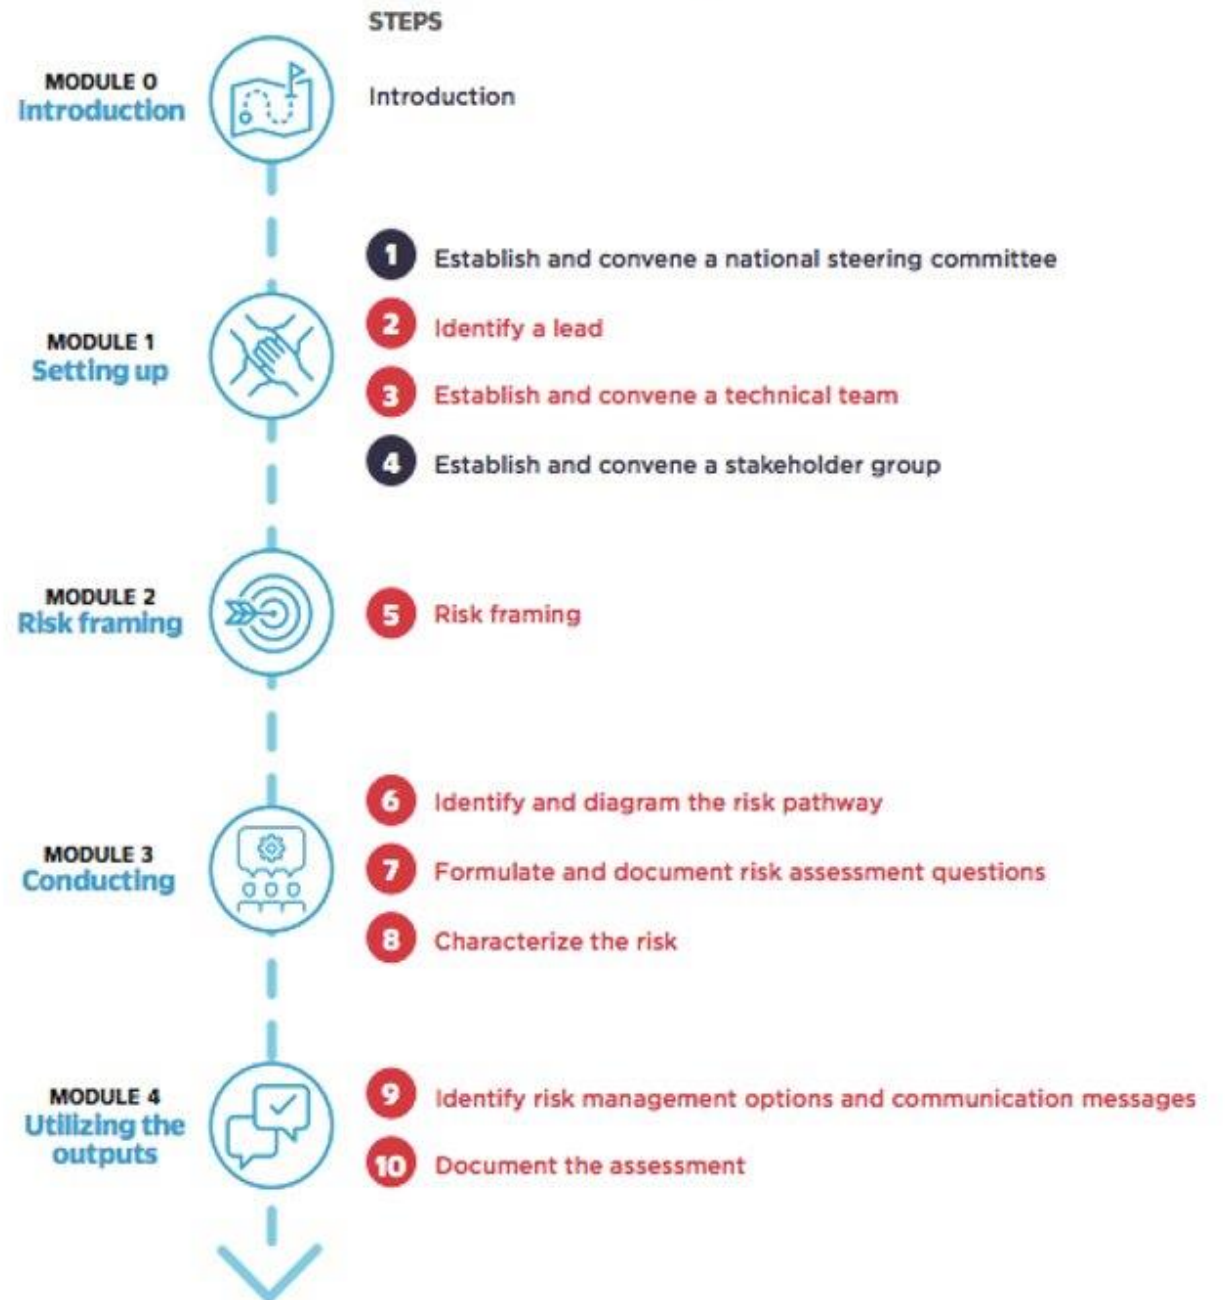 STEPS
MODULE 0
Introduction
Introduction
MODULE 1
Setting up
1 Establish and convene a national steering committee
2 Identify a lead
3 Establish and convene a technical team
4 Establish and convene a stakeholder group
MODULE 2
Risk framing
5 Risk framing
MODULE 3
Conducting
6 Identify and diagram the risk pathway
7 Formulate and document risk assessment questions
8 Characterize the risk
MODULE 4
Utilizing the
outputs
9 Identify risk management options and communication messages
10 Document the assessment